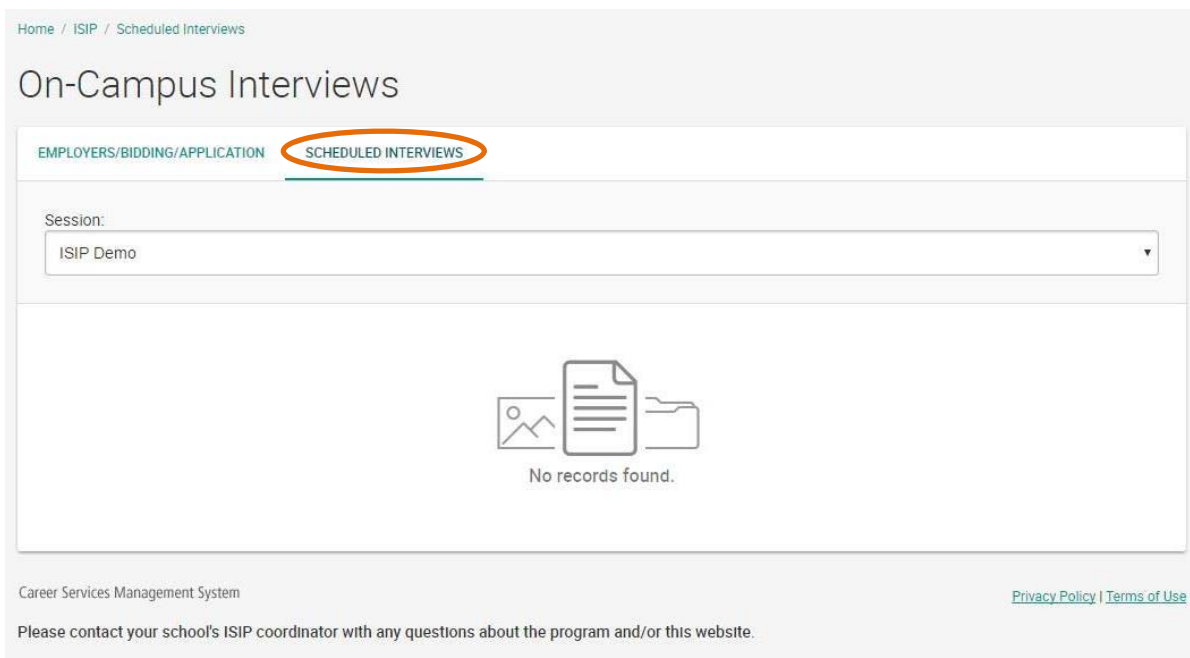 Home / ISIP / Scheduled Interviews
On-Campus Interviews
EMPLOYERS/BIDDING/APPLICATION SCHEDULED INTERVIEWS
Session:
ISIP Demo
No records found.
Career Services Management System Privacy Policy | Terms of Use
Please contact your school's ISIP coordinator with any questions about the program and/or this website.